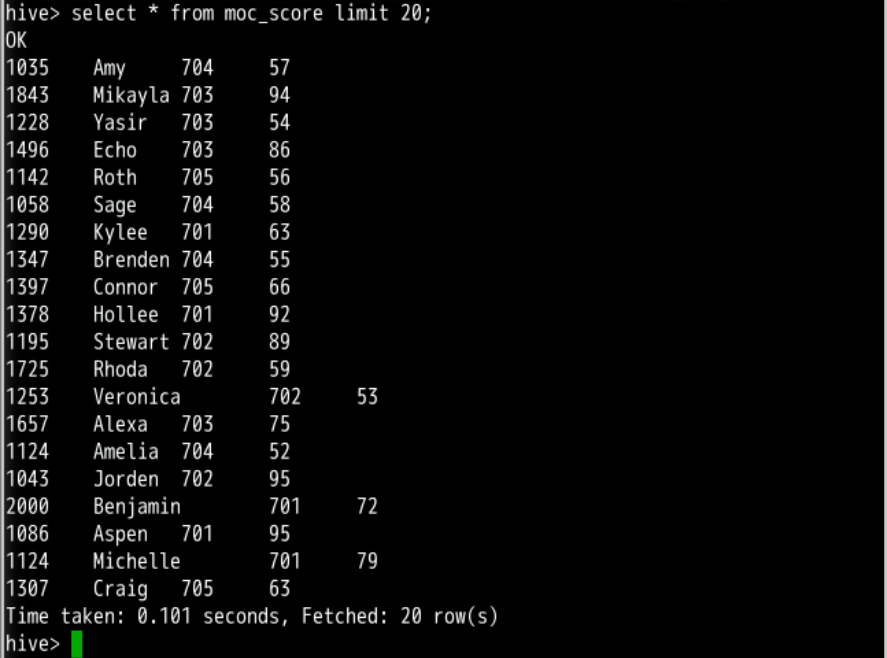 hive> select * from moc_score limit 20;
OK
1035	Amy	704	57
1843	Mikayla	703	94
1228	Yasir	703	54
1496	Echo	703	86
1142	Roth	705	56
1058	Sage	704	58
1290	Kylee	701	63
1347	Brenden	704	55
1397	Connor	705	66
1378	Hollee	701	92
1195	Stewart	702	89
1725	Rhoda	702	59
1253	Veronica	702	53
1657	Alexa	703	75
1124	Amelia	704	52
1043	Jorden	702	95
2000	Benjamin	701	72
1086	Aspen	701	95
1124	Michelle	701	79
1307	Craig	705	63
Time taken: 0.101 seconds, Fetched: 20 row(s)
hive>